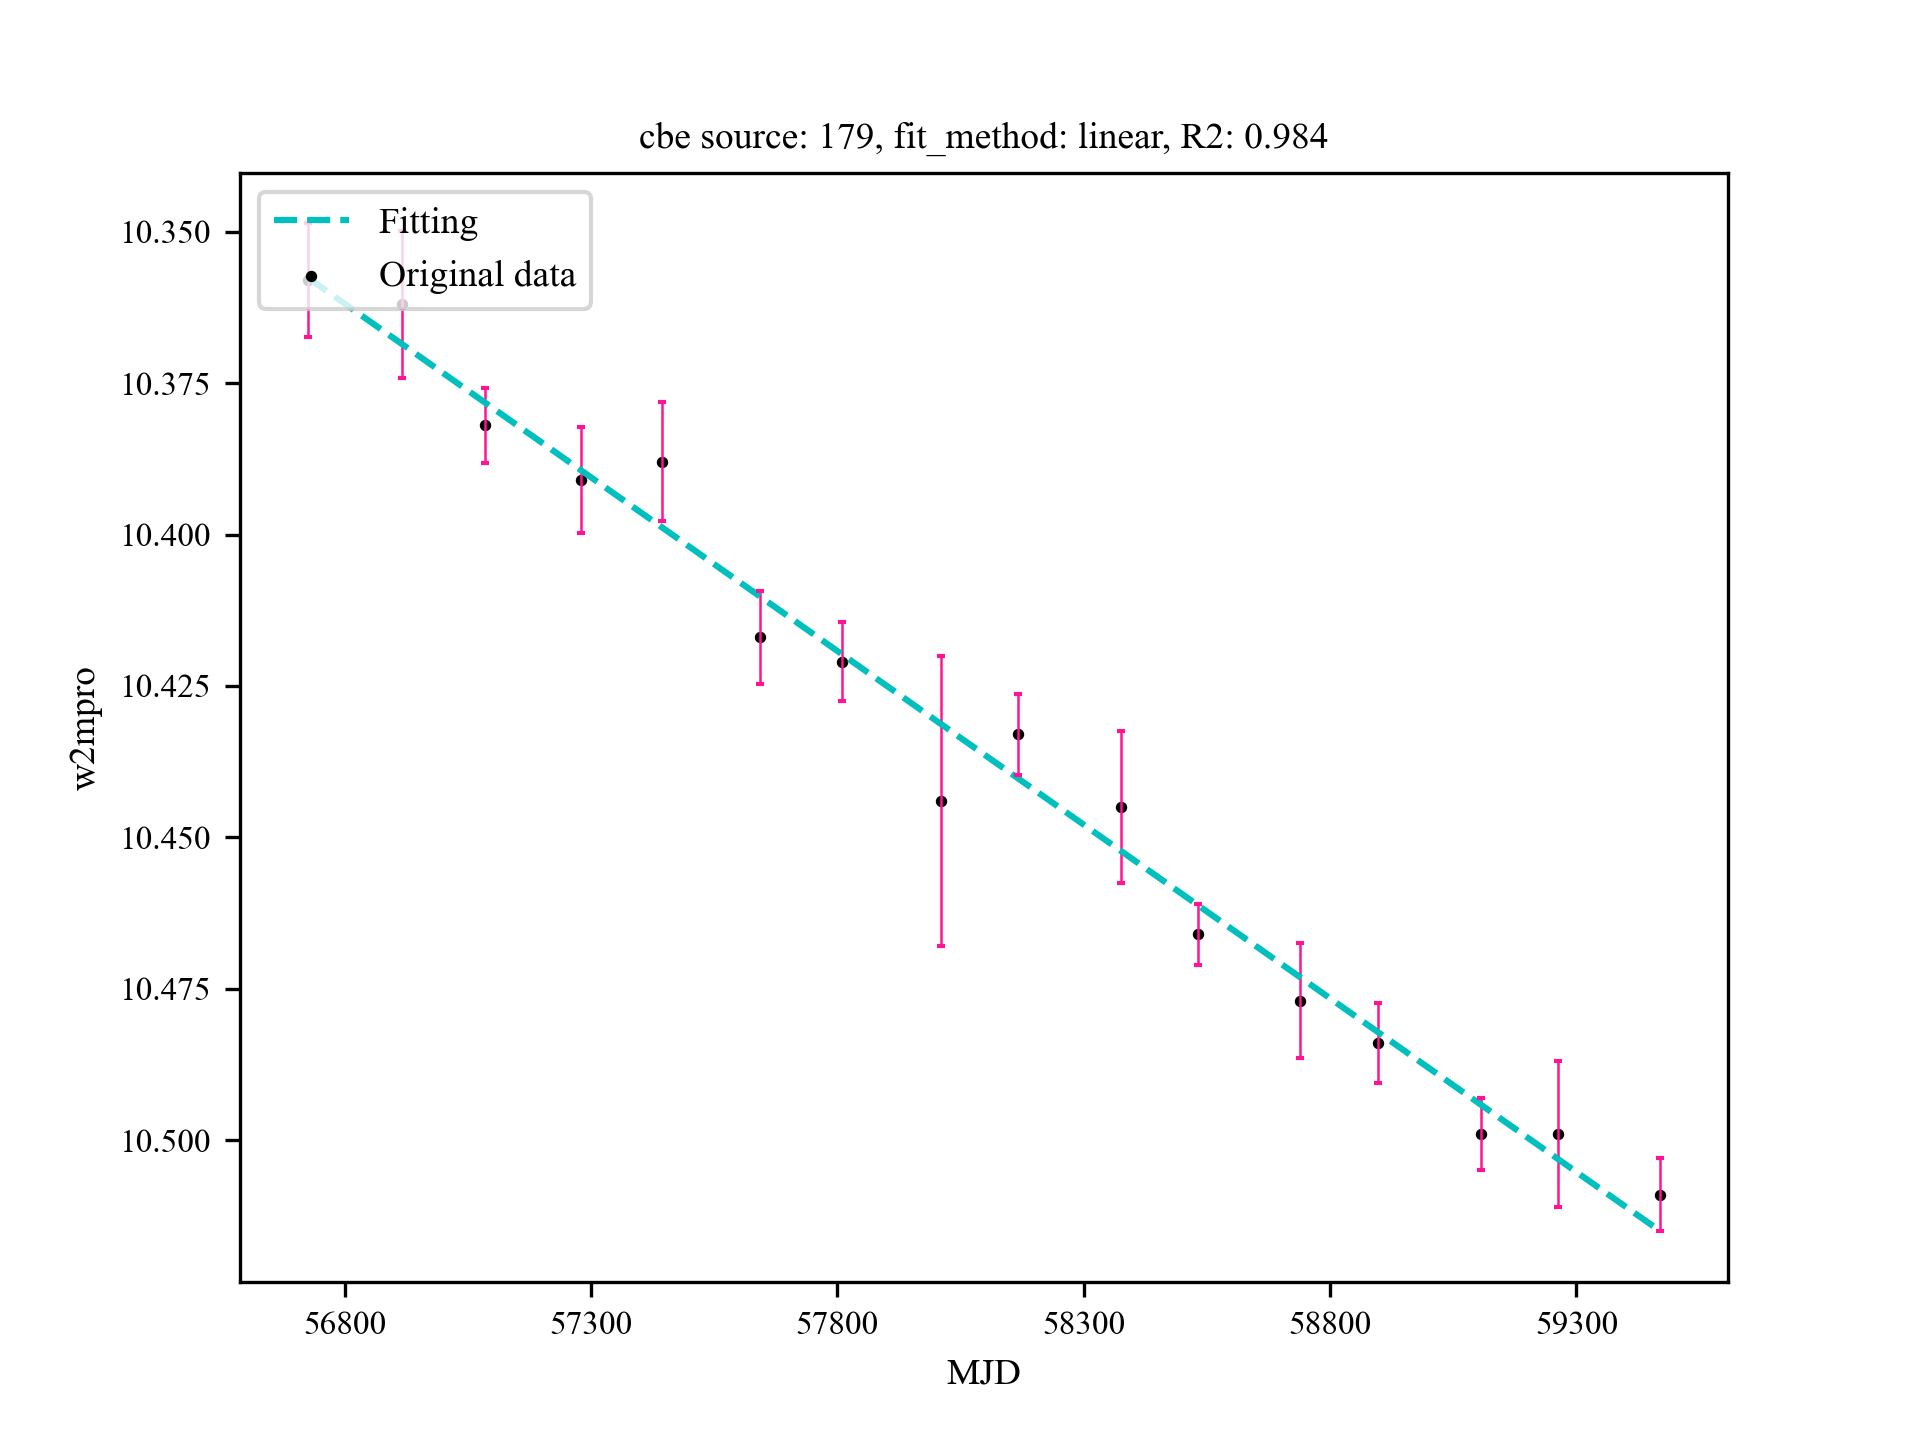 cbe source: 179, fit_method: linear, R2: 0.984
Fitting
Original data
10.350
10.375
10.400
10.425
10.450
10.475
10.500
w2mpro
56800 57300 57800 58300 58800 59300
MJD